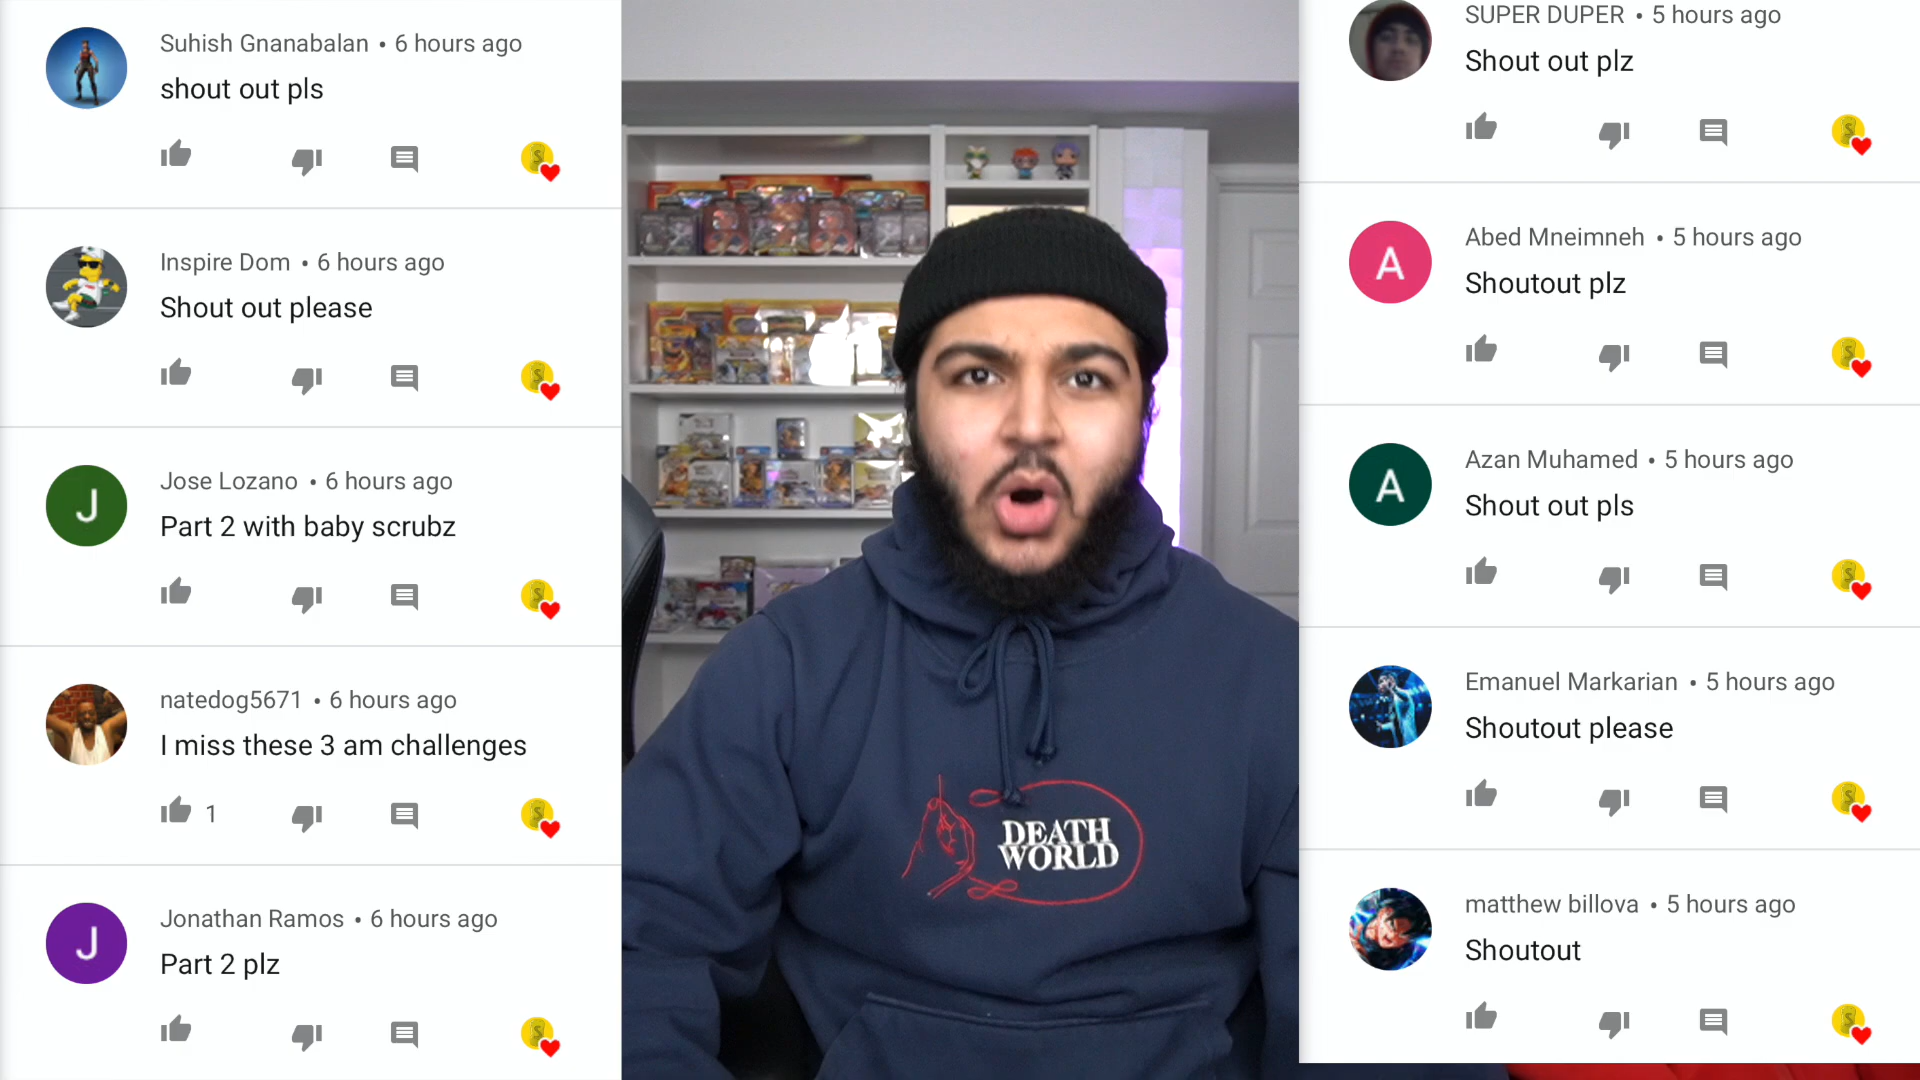 Suhish Gnanabalan • 6 hours ago
shout out pls
Inspire Dom • 6 hours ago
Shout out please
J
Jose Lozano • 6 hours ago
Part 2 with baby scrubz
natedog5671 • 6 hours ago
I miss these 3 am challenges
1
J
Jonathan Ramos • 6 hours ago
Part 2 plz
DEATH
WORLD
SUPER DUPER • 5 hours ago
Shout out plz
A
Abed Mneimneh • 5 hours ago
Shoutout plz
A
Azan Muhamed • 5 hours ago
Shout out pls
Emanuel Markarian • 5 hours ago
Shoutout please
matthew billova • 5 hours ago
Shoutout